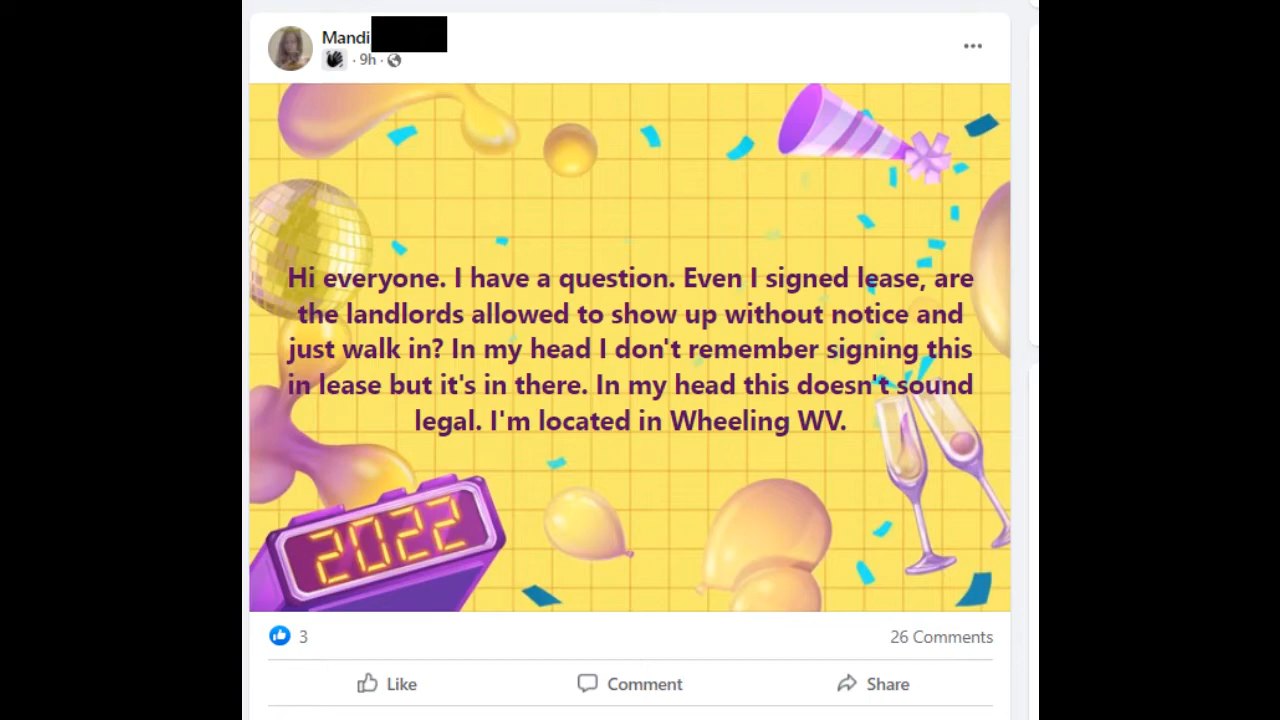 Mandi
9h
Hi everyone. I have a question. Even I signed lease, are
the landlords allowed to show up without notice and
just walk in? In my head I don't remember signing this
in lease but it's in there. In my head this doesn't sound
legal. I'm located in Wheeling WV.
2022
3
26 Comments
Like
Comment
Share